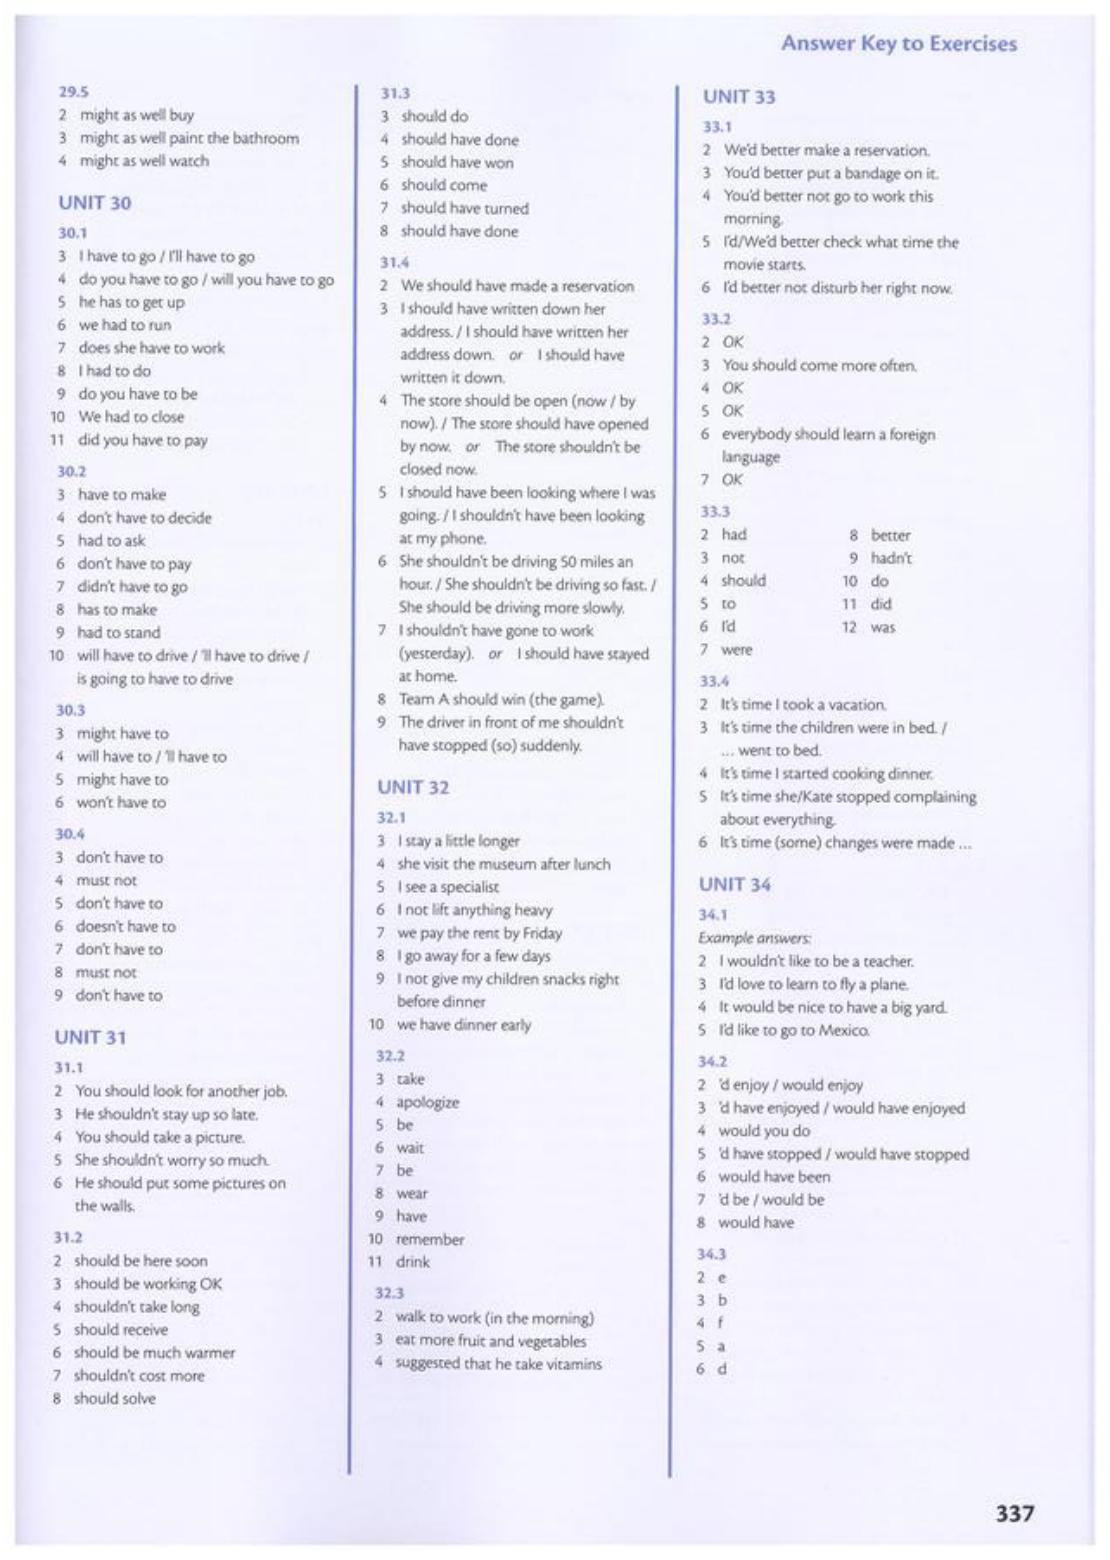 Answer Key to Exercises
29.5
2 might as well buy
3 might as well paint the bathroom
4 might as well watch
UNIT 30
30.1
3 I have to go / I'll have to go
4 do you have to go / will you have to go
5 he has to get up
6 we had to run
7 does she have to work
8 I had to do
9 do you have to be
10 We had to close
11 did you have to pay
30.2
3 have to make
4 don't have to decide
5 had to ask
6 don't have to pay
7 didn't have to go
8 has to make
9 had to stand
10 will have to drive / 'll have to drive /
is going to have to drive
30.3
3 might have to
4 will have to / 'll have to
5 might have to
6 won't have to
30.4
3 don't have to
4 must not
5 don't have to
6 doesn't have to
7 don't have to
8 must not
9 don't have to
UNIT 31
31.1
2 You should look for another job.
3 He shouldn't stay up so late.
4 You should take a picture.
5 She shouldn't worry so much.
6 He should put some pictures on
the walls.
31.2
2 should be here soon
3 should be working OK
4 shouldn't take long
5 should receive
6 should be much warmer
7 shouldn't cost more
8 should solve
31.3
3 should do
4 should have done
5 should have won
6 should come
7 should have turned
8 should have done
31.4
2 We should have made a reservation
3 I should have written down her
address. / I should have written her
address down. or I should have
written it down.
4 The store should be open (now / by
now). / The store should have opened
by now. or The store shouldn't be
closed now.
5 I should have been looking where I was
going. / I shouldn't have been looking
at my phone.
6 She shouldn't be driving 50 miles an
hour. / She shouldn't be driving so fast. /
She should be driving more slowly.
7 I shouldn't have gone to work
(yesterday). or I should have stayed
at home.
8 Team A should win (the game).
9 The driver in front of me shouldn't
have stopped (so) suddenly.
UNIT 32
32.1
3 I stay a little longer
4 she visit the museum after lunch
5 I see a specialist
6 I not lift anything heavy
7 we pay the rent by Friday
8 I go away for a few days
9 I not give my children snacks right
before dinner
10 we have dinner early
32.2
3 take
4 apologize
5 be
6 wait
7 be
8 wear
9 have
10 remember
11 drink
32.3
2 walk to work (in the morning)
3 eat more fruit and vegetables
4 suggested that he take vitamins
UNIT 33
33.1
2 We'd better make a reservation.
3 You'd better put a bandage on it.
4 You'd better not go to work this
morning.
5 I'd/We'd better check what time the
movie starts.
6 I'd better not disturb her right now.
33.2
2 OK
3 You should come more often.
4 OK
5 OK
6 everybody should learn a foreign
language
7 OK
33.3
2 had 8 better
3 not 9 hadn't
4 should 10 do
5 to 11 did
6 I'd 12 was
7 were
33.4
2 It's time I took a vacation.
3 It's time the children were in bed. /
... went to bed.
4 It's time I started cooking dinner.
5 It's time she/Kate stopped complaining
about everything.
6 It's time (some) changes were made ...
UNIT 34
34.1
Example answers:
2 I wouldn't like to be a teacher.
3 I'd love to learn to fly a plane.
4 It would be nice to have a big yard.
5 I'd like to go to Mexico.
34.2
2 'd enjoy / would enjoy
3 'd have enjoyed / would have enjoyed
4 would you do
5 'd have stopped / would have stopped
6 would have been
7 'd be / would be
8 would have
34.3
2 e
3 b
4 f
5 a
6 d
337